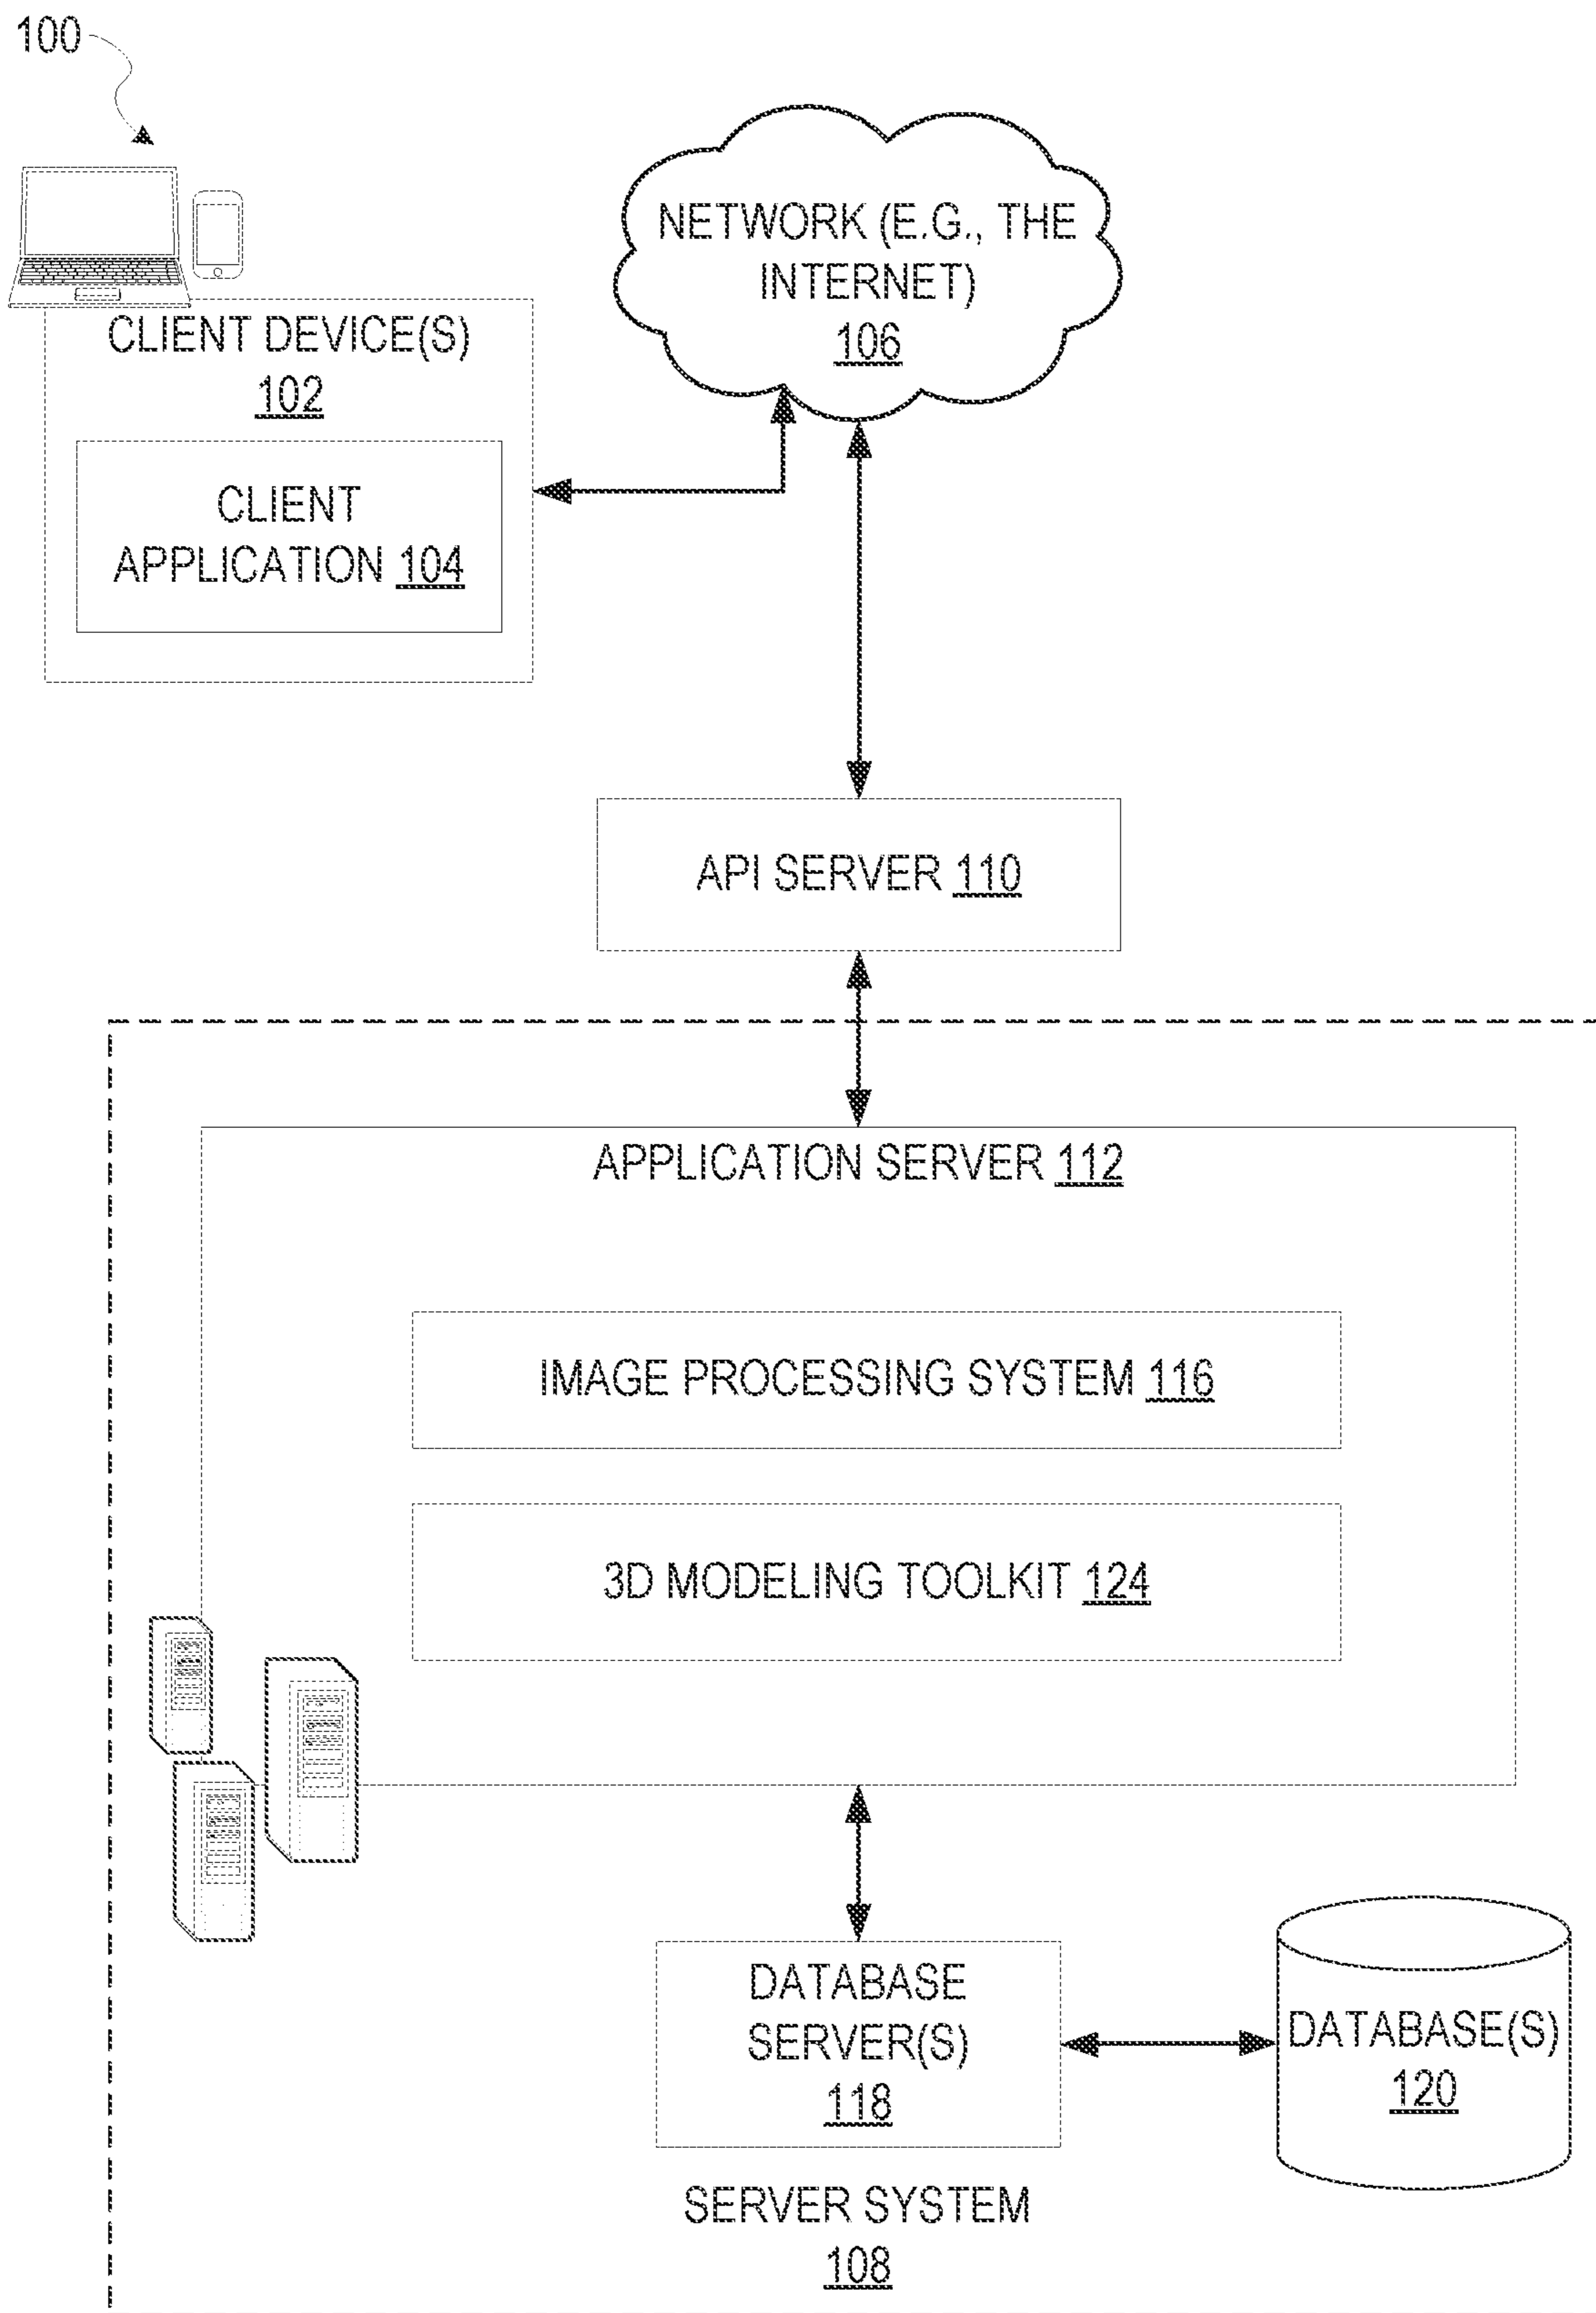 100
NETWORK (E.G., THE
INTERNET)
106
CLIENT DEVICE(S)
102
CLIENT
APPLICATION 104
API SERVER 110
APPLICATION SERVER 112
IMAGE PROCESSING SYSTEM 116
3D MODELING TOOLKIT 124
DATABASE
SERVER(S)
118
DATABASE(S)
120
SERVER SYSTEM
108